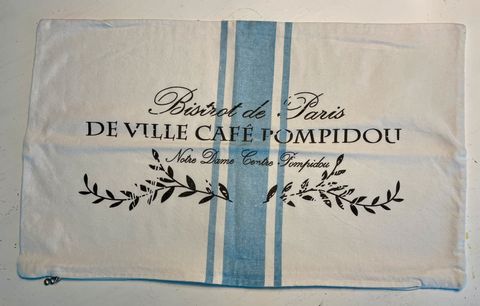 Bistrot de Paris
DE VILLE CAFÉ POMPIDOU
Notre Dame Centre Pompidou